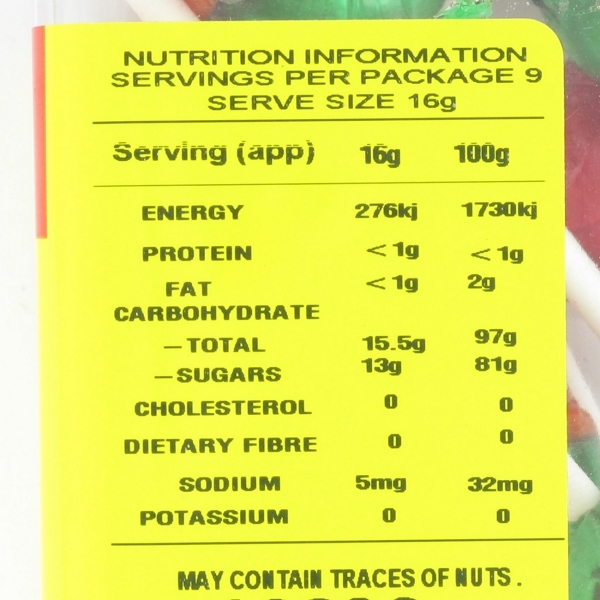 NUTRITION INFORMATION
SERVINGS PER PACKAGE 9
SERVE SIZE 16g
Serving (app) 16g 100g
ENERGY 276kj 1730kj
PROTEIN <1g <1g
FAT <1g 2g
CARBOHYDRATE
–TOTAL 15.5g 97g
–SUGARS 13g 81g
CHOLESTEROL 0 0
DIETARY FIBRE 0 0
SODIUM 5mg 32mg
POTASSIUM 0 0
MAY CONTAIN TRACES OF NUTS.